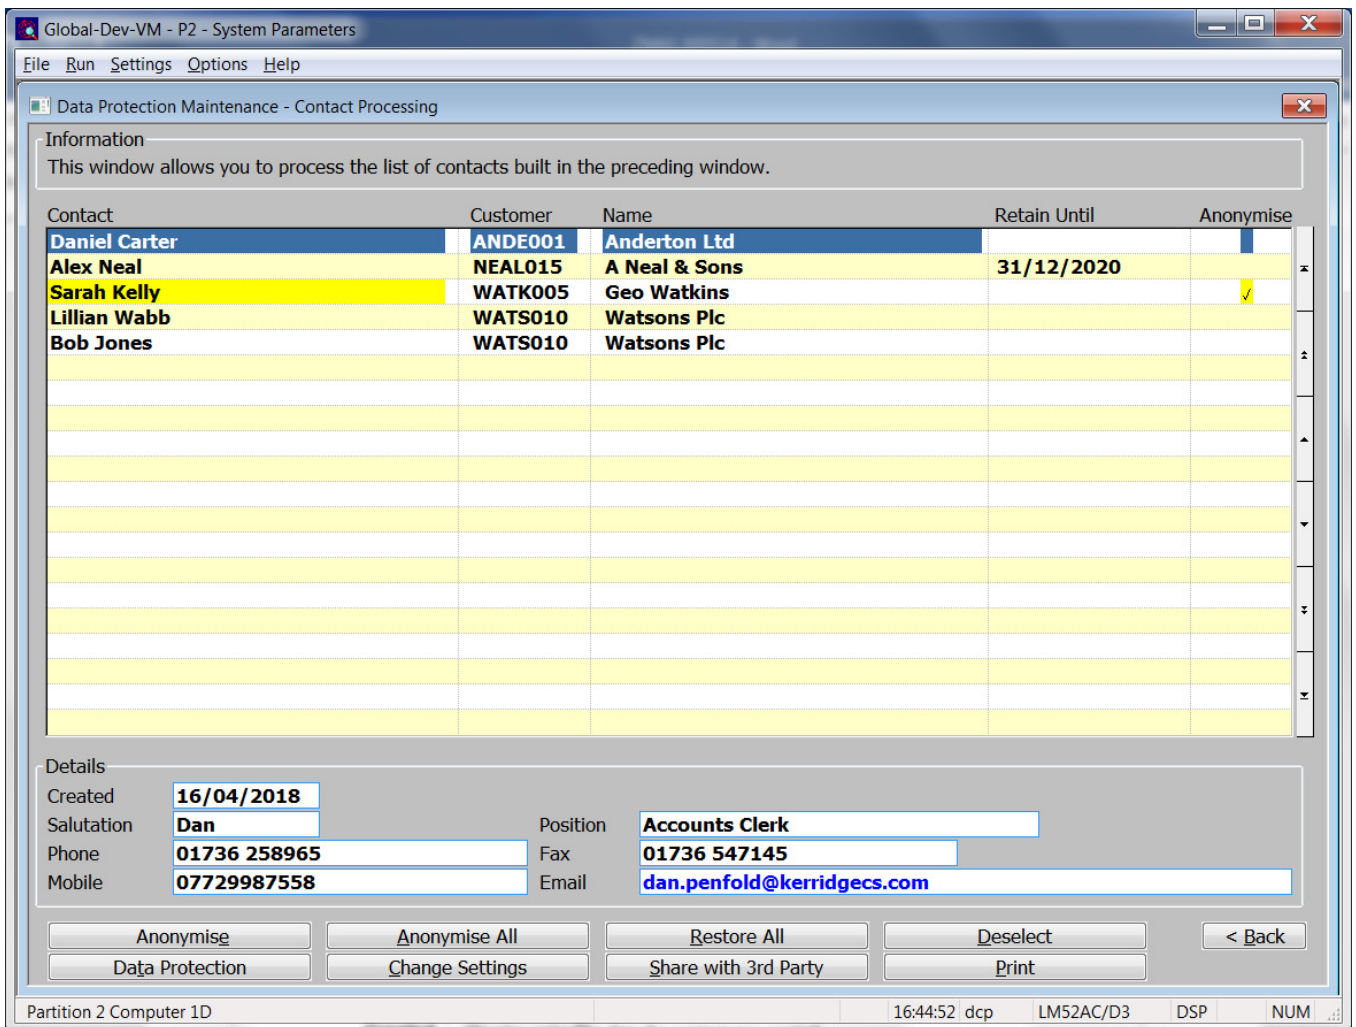 Global-Dev-VM - P2 - System Parameters
File Run Settings Options Help
Data Protection Maintenance - Contact Processing
Information
This window allows you to process the list of contacts built in the preceding window.
Contact Customer Name Retain Until Anonymise
Daniel Carter ANDE001 Anderton Ltd
Alex Neal NEAL015 A Neal & Sons 31/12/2020
Sarah Kelly WATK005 Geo Watkins ✓
Lillian Wabb WATS010 Watsons Plc
Bob Jones WATS010 Watsons Plc
Details
Created 16/04/2018
Salutation Dan Position Accounts Clerk
Phone 01736 258965 Fax 01736 547145
Mobile 07729987558 Email dan.penfold@kerridgecs.com
Anonymise Anonymise All Restore All Deselect < Back
Data Protection Change Settings Share with 3rd Party Print
Partition 2 Computer 1D 16:44:52 dcp LM52AC/D3 DSP NUM